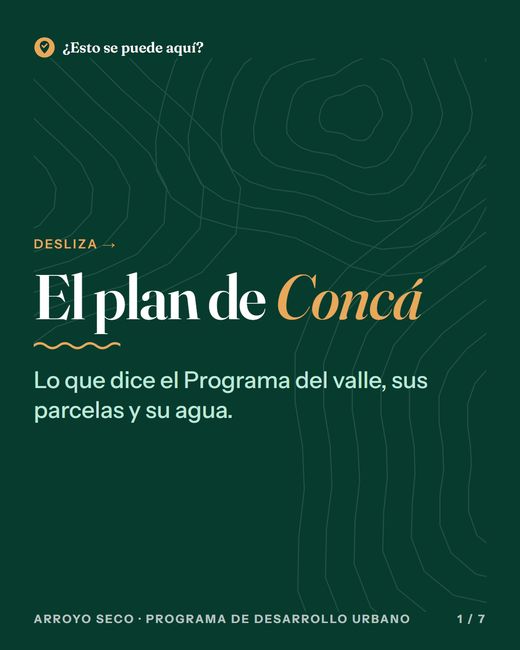 ¿Esto se puede aquí?
DESLIZA →
El plan de Concá
Lo que dice el Programa del valle, sus
parcelas y su agua.
ARROYO SECO · PROGRAMA DE DESARROLLO URBANO
1 / 7